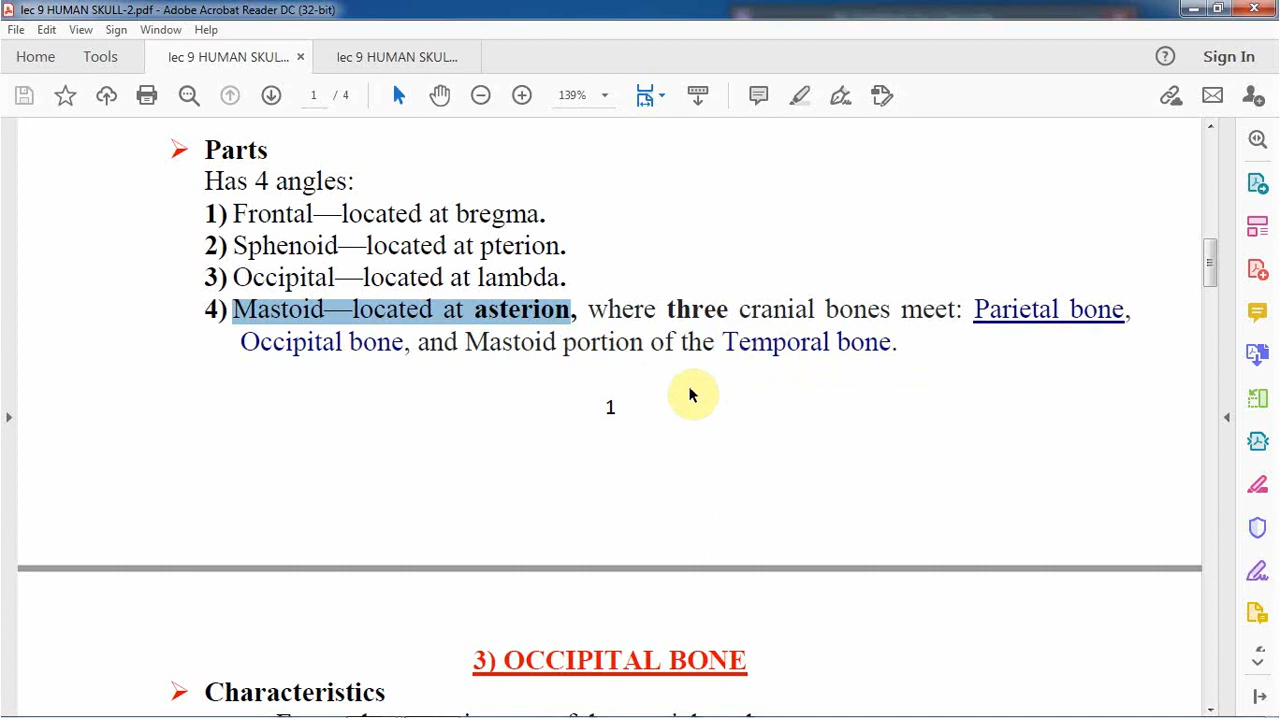 lec 9 HUMAN SKULL-2.pdf - Adobe Acrobat Reader DC (32-bit)
File Edit View Sign Window Help
Home Tools lec 9 HUMAN SKUL... × lec 9 HUMAN SKUL... Sign In
1 / 4 139%
Parts
Has 4 angles:
1) Frontal—located at bregma.
2) Sphenoid—located at pterion.
3) Occipital—located at lambda.
4) Mastoid—located at asterion, where three cranial bones meet: Parietal bone,
Occipital bone, and Mastoid portion of the Temporal bone.
1
3) OCCIPITAL BONE
Characteristics